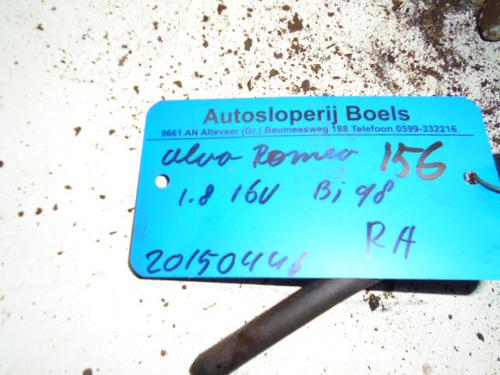 Autosloperij Boels
9661 AN Alteveer (Gr.) Beumeesweg 188 Telefoon 0599-332216
Alva Romeo 156
1.8 16V Bj 98
RA
20150446